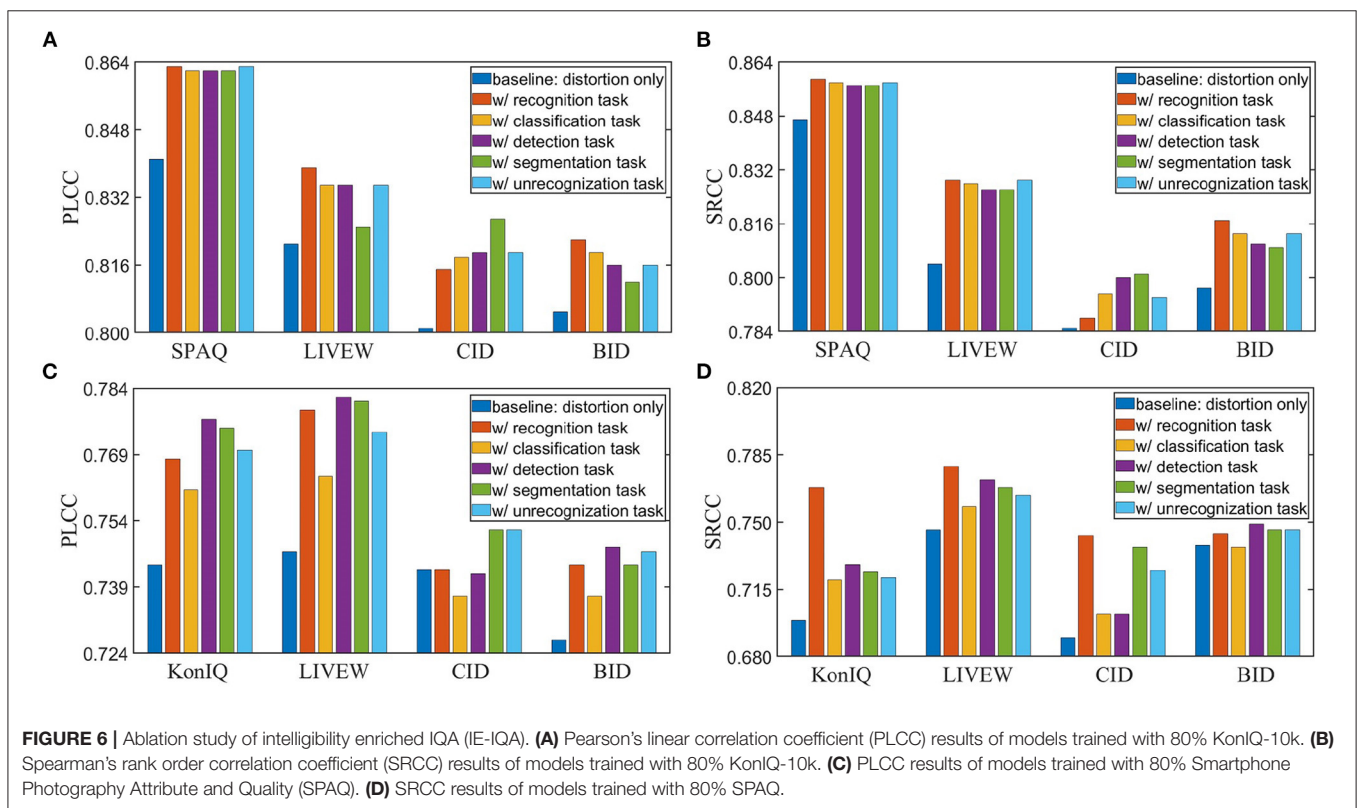 A
0.864
0.848
0.832
0.816
0.800
PLCC
baseline: distortion only
w/ recognition task
w/ classification task
w/ detection task
w/ segmentation task
w/ unrecognization task
SPAQ LIVEW CID BID
B
0.864
0.848
0.832
0.816
0.800
0.784
SRCC
baseline: distortion only
w/ recognition task
w/ classification task
w/ detection task
w/ segmentation task
w/ unrecognization task
SPAQ LIVEW CID BID
C
0.784
0.769
0.754
0.739
0.724
PLCC
baseline: distortion only
w/ recognition task
w/ classification task
w/ detection task
w/ segmentation task
w/ unrecognization task
KonIQ LIVEW CID BID
D
0.820
0.785
0.750
0.715
0.680
SRCC
baseline: distortion only
w/ recognition task
w/ classification task
w/ detection task
w/ segmentation task
w/ unrecognization task
KonIQ LIVEW CID BID
FIGURE 6 | Ablation study of intelligibility enriched IQA (IE-IQA). (A) Pearson's linear correlation coefficient (PLCC) results of models trained with 80% KonIQ-10k. (B)
Spearman's rank order correlation coefficient (SRCC) results of models trained with 80% KonIQ-10k. (C) PLCC results of models trained with 80% Smartphone
Photography Attribute and Quality (SPAQ). (D) SRCC results of models trained with 80% SPAQ.